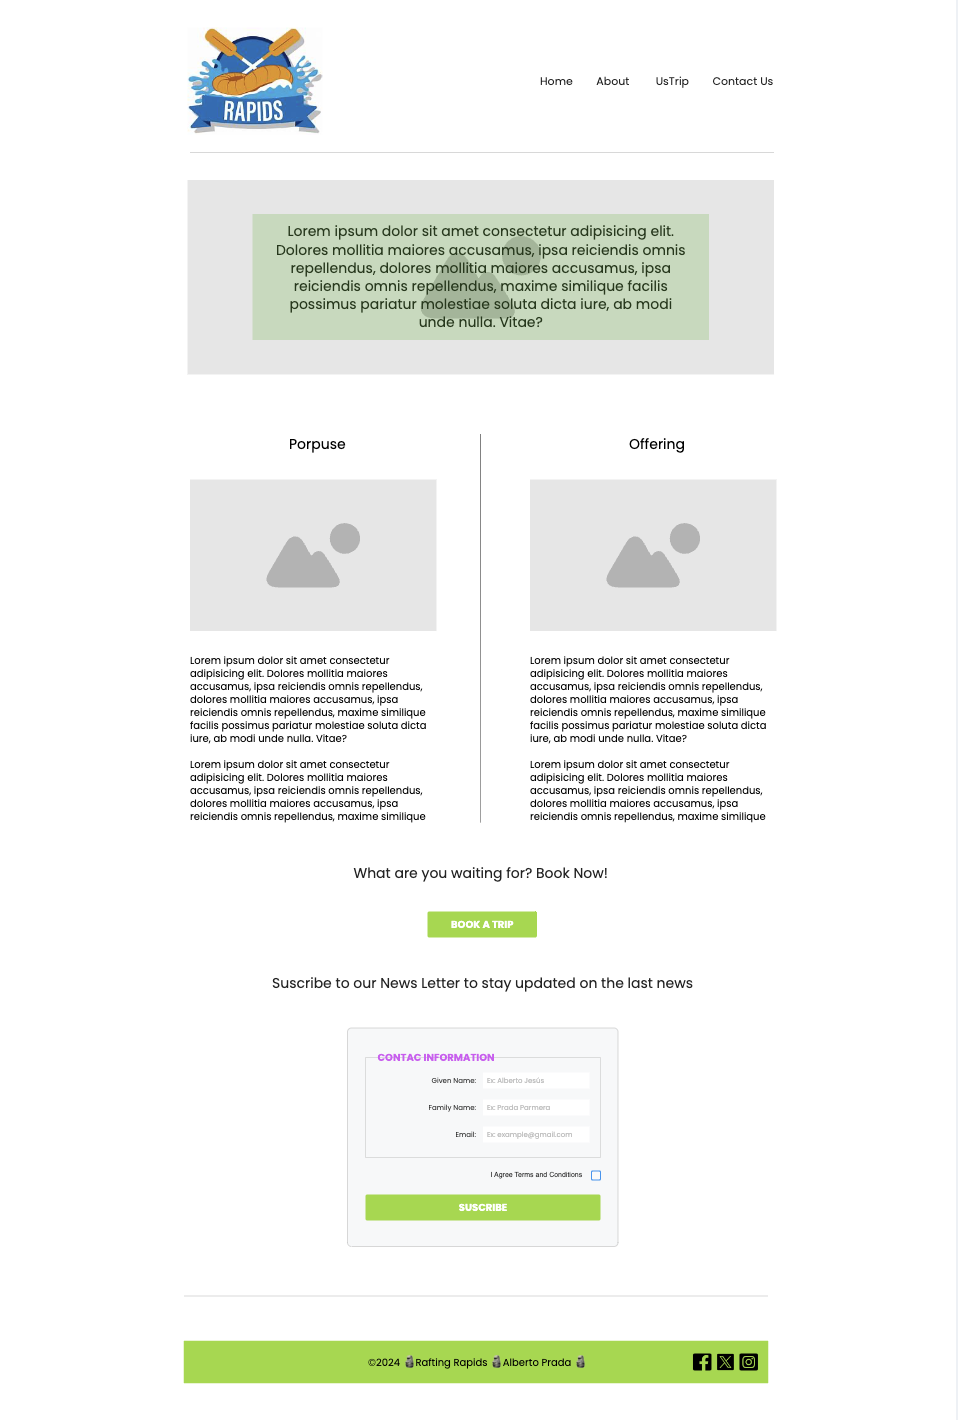 RAPIDS
Home About UsTrip Contact Us
Lorem ipsum dolor sit amet consectetur adipisicing elit.
Dolores mollitia maiores accusamus, ipsa reiciendis omnis
repellendus, dolores mollitia maiores accusamus, ipsa
reiciendis omnis repellendus, maxime similique facilis
possimus pariatur molestiae soluta dicta iure, ab modi
unde nulla. Vitae?
Porpuse
Lorem ipsum dolor sit amet consectetur
adipisicing elit. Dolores mollitia maiores
accusamus, ipsa reiciendis omnis repellendus,
dolores mollitia maiores accusamus, ipsa
reiciendis omnis repellendus, maxime similique
facilis possimus pariatur molestiae soluta dicta
iure, ab modi unde nulla. Vitae?
Lorem ipsum dolor sit amet consectetur
adipisicing elit. Dolores mollitia maiores
accusamus, ipsa reiciendis omnis repellendus,
dolores mollitia maiores accusamus, ipsa
reiciendis omnis repellendus, maxime similique
Offering
Lorem ipsum dolor sit amet consectetur
adipisicing elit. Dolores mollitia maiores
accusamus, ipsa reiciendis omnis repellendus,
dolores mollitia maiores accusamus, ipsa
reiciendis omnis repellendus, maxime similique
facilis possimus pariatur molestiae soluta dicta
iure, ab modi unde nulla. Vitae?
Lorem ipsum dolor sit amet consectetur
adipisicing elit. Dolores mollitia maiores
accusamus, ipsa reiciendis omnis repellendus,
dolores mollitia maiores accusamus, ipsa
reiciendis omnis repellendus, maxime similique
What are you waiting for? Book Now!
BOOK A TRIP
Suscribe to our News Letter to stay updated on the last news
CONTAC INFORMATION
Given Name: Ex: Alberto Jesús
Family Name: Ex: Prada Parmera
Email: Ex: example@gmail.com
I Agree Terms and Conditions
SUSCRIBE
©2024 Rafting Rapids Alberto Prada